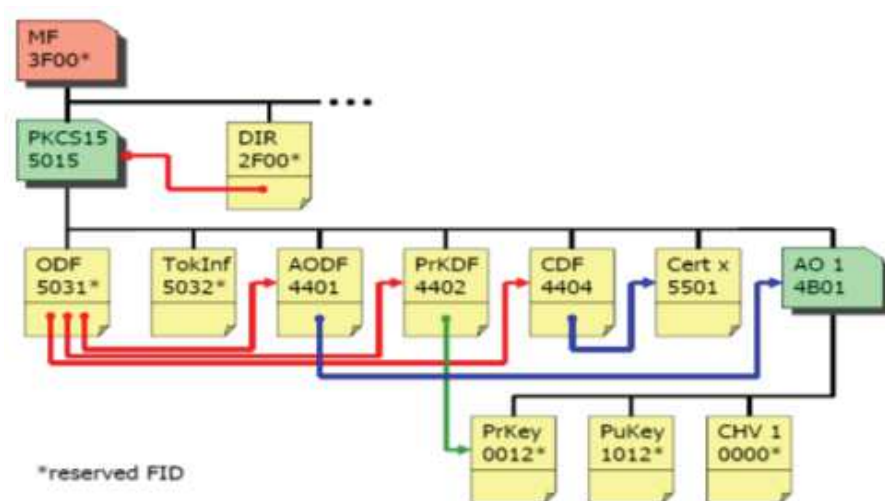 MF
3F00*
PKCS15
5015
DIR
2F00*
ODF
5031*
TokInf
5032*
AODF
4401
PrKDF
4402
CDF
4404
Cert x
5501
AO 1
4B01
PrKey
0012*
PuKey
1012*
CHV 1
0000*
*reserved FID